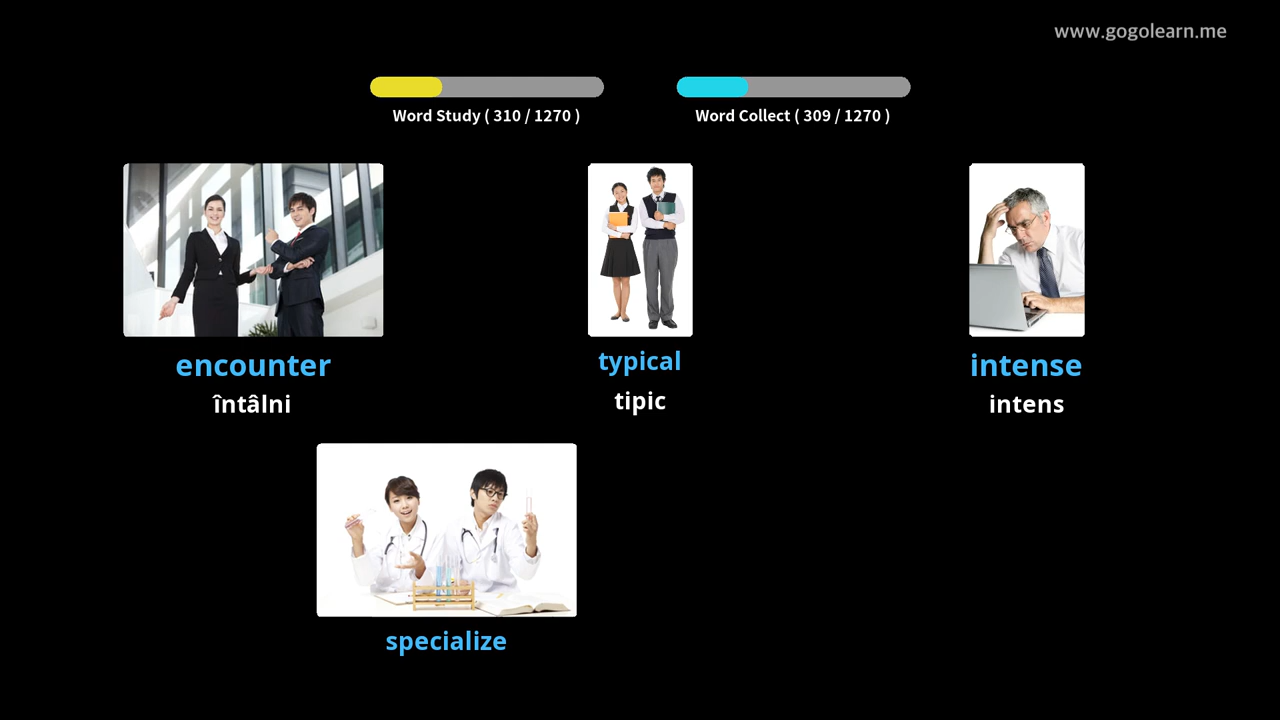 www.gogolearn.me
Word Study ( 310 / 1270 )
Word Collect ( 309 / 1270 )
encounter
întâlni
typical
tipic
intense
intens
specialize